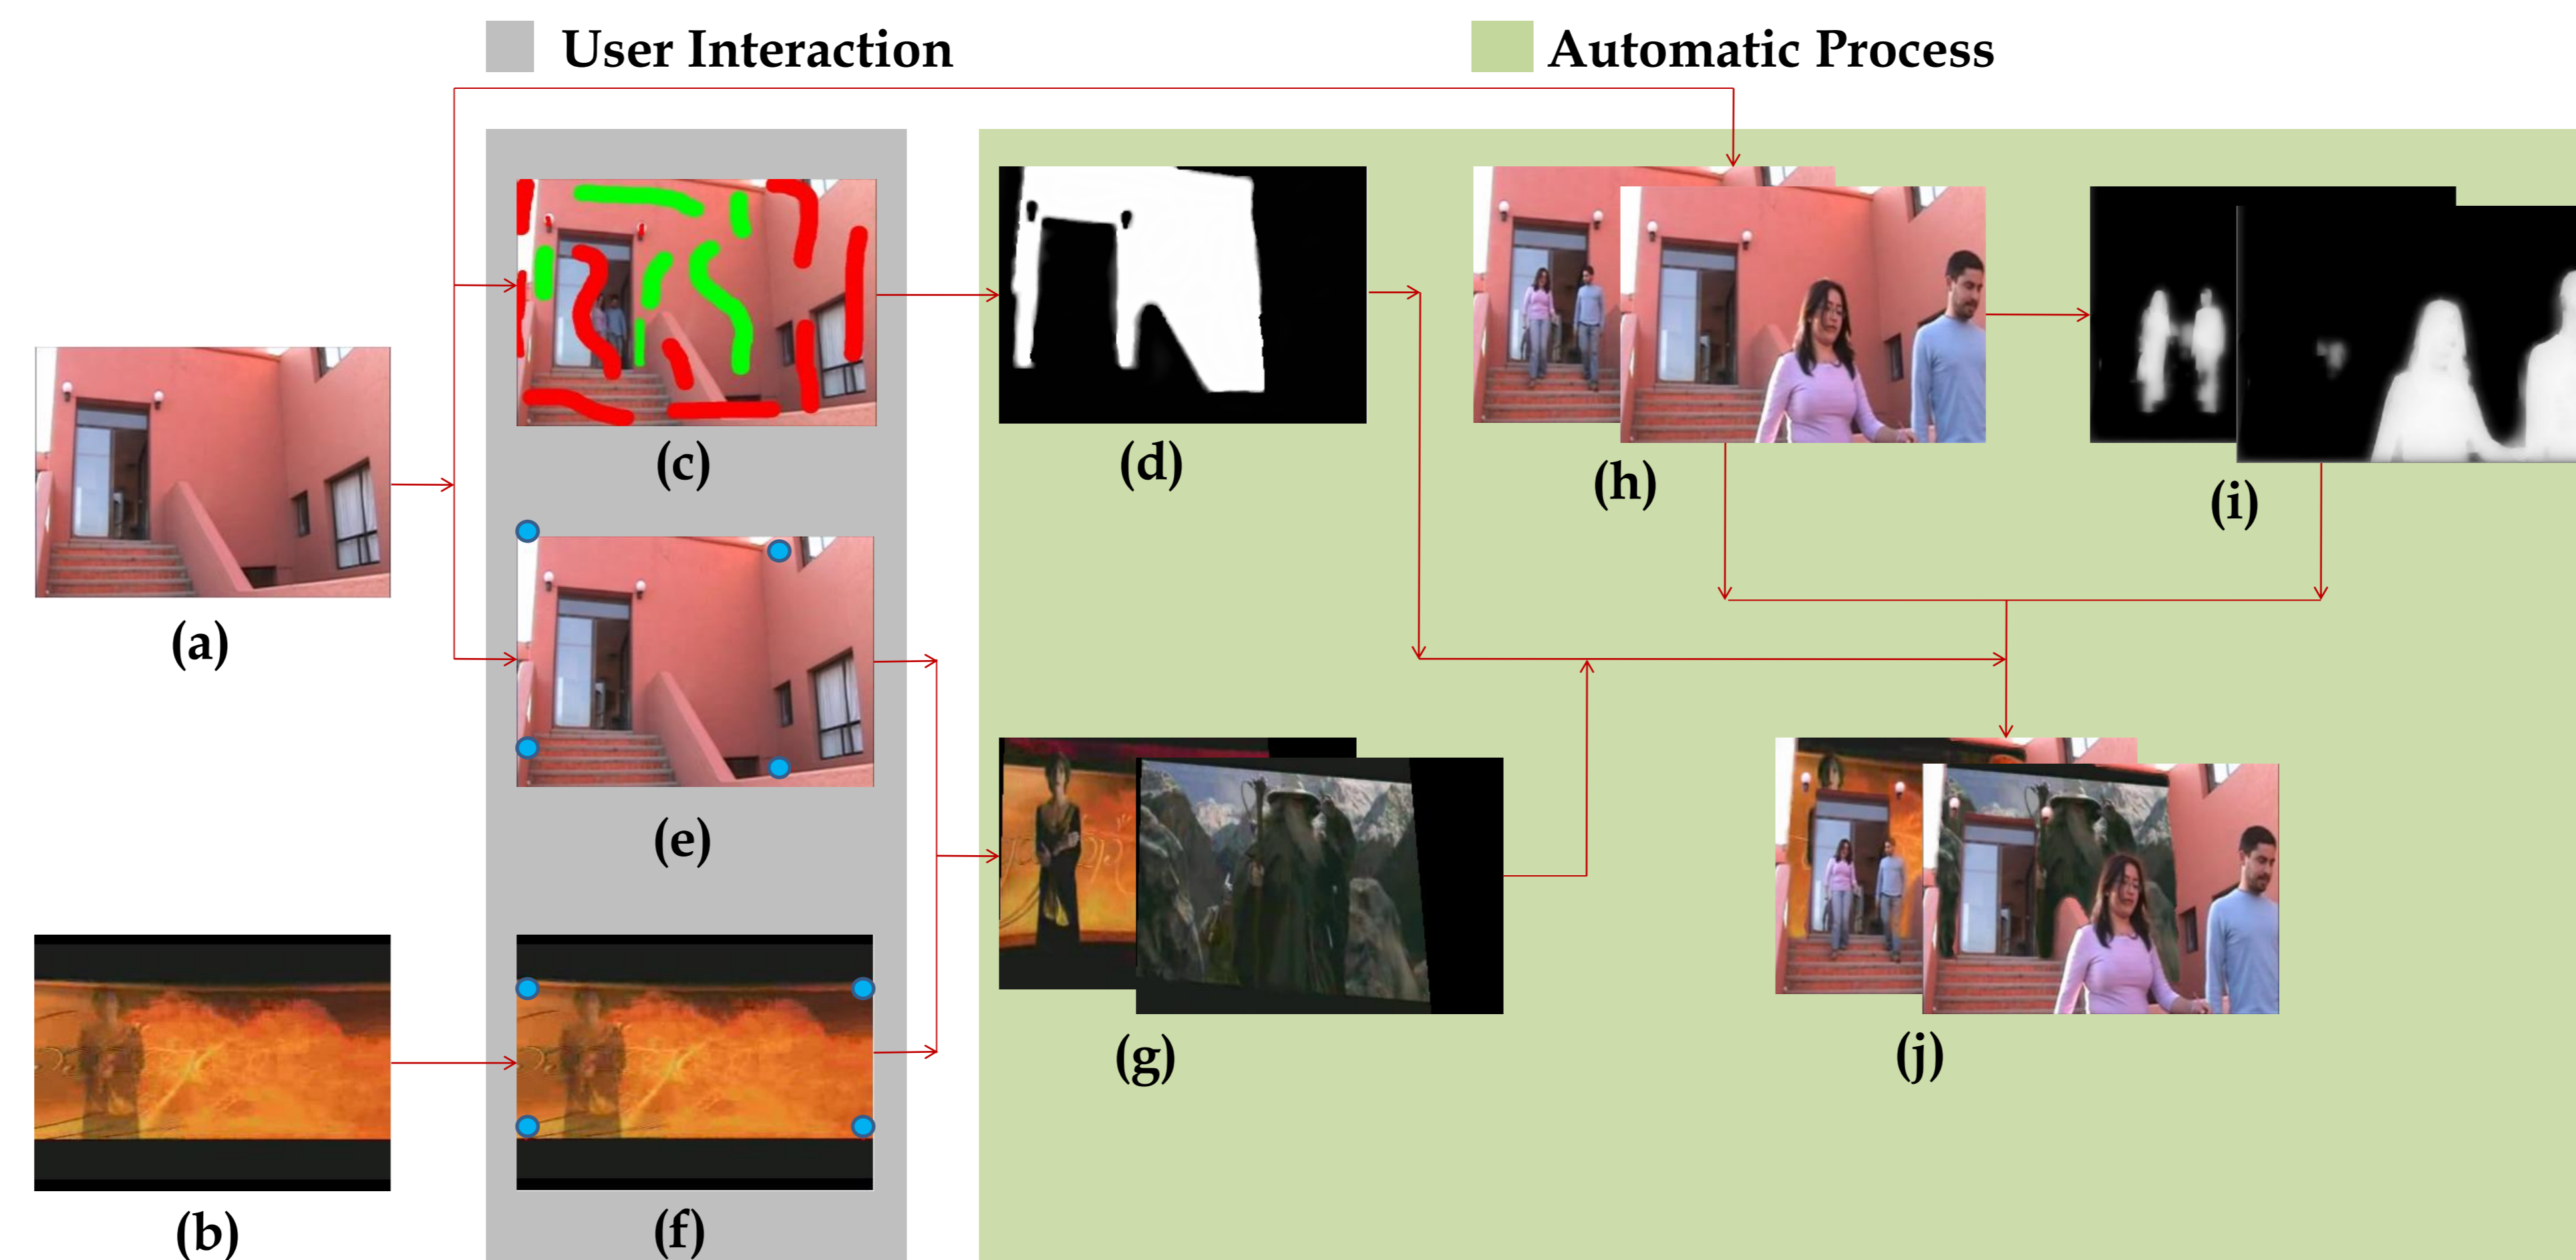 User Interaction
Automatic Process
(a)
(b)
(c)
(d)
(e)
(f)
(g)
(h)
(i)
(j)